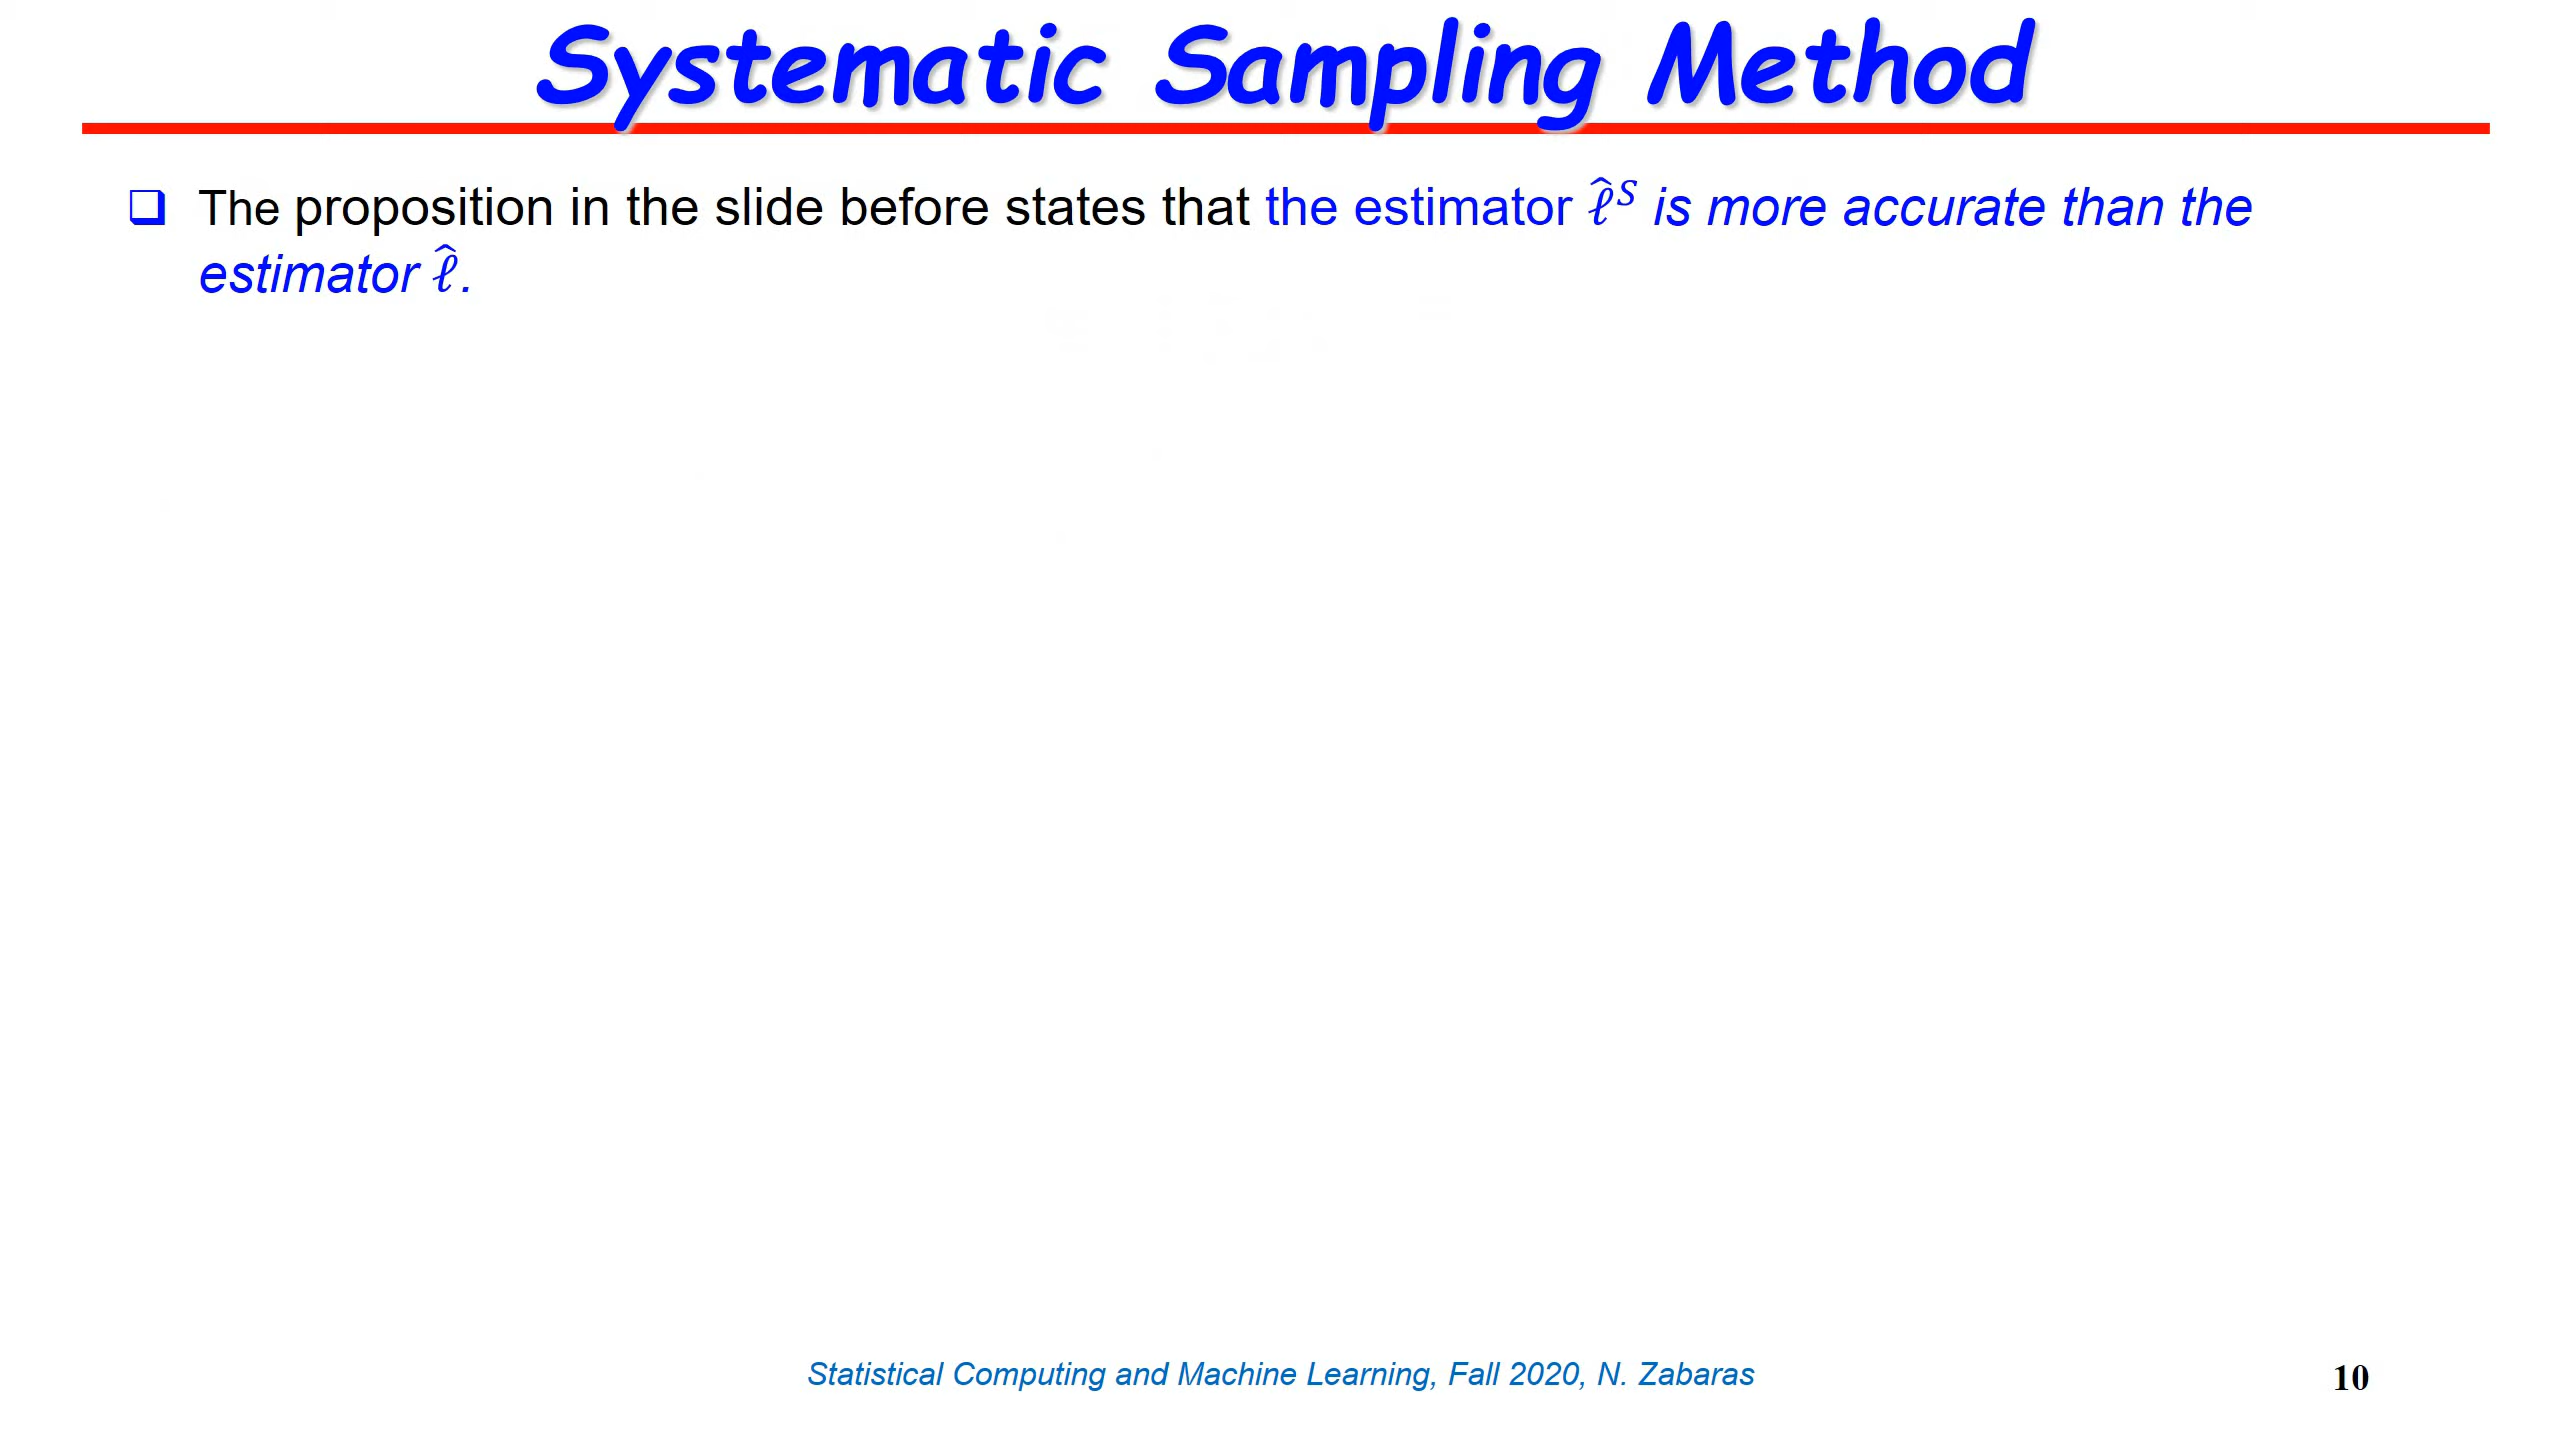 Systematic Sampling Method
❑ The proposition in the slide before states that the estimator ℓ̂ˢ is more accurate than the
estimator ℓ̂.
Statistical Computing and Machine Learning, Fall 2020, N. Zabaras
10